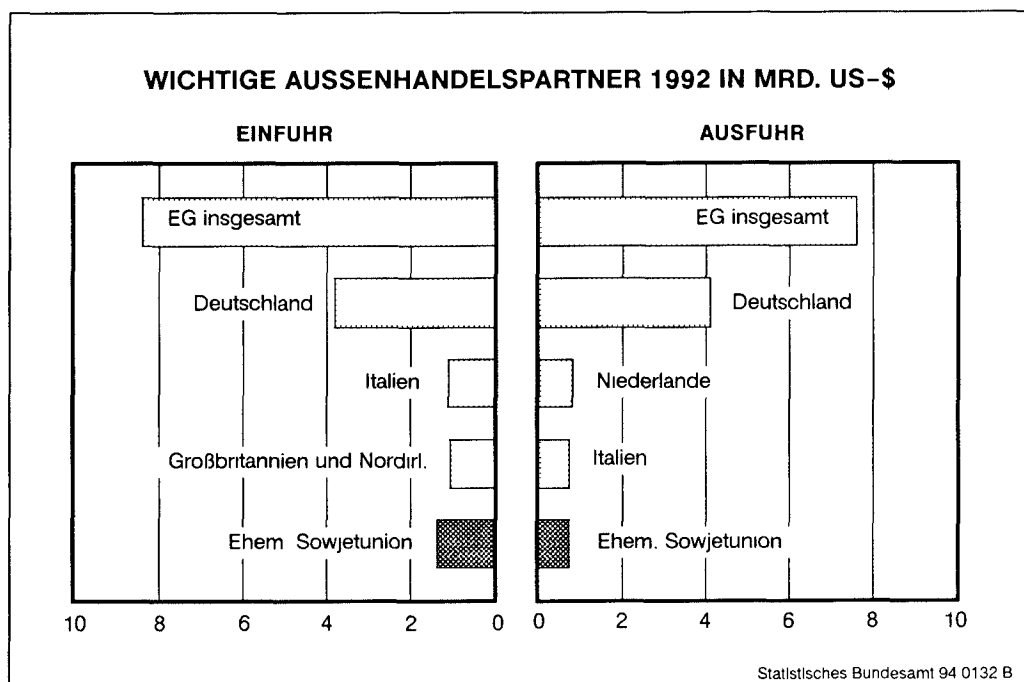 WICHTIGE AUSSENHANDELSPARTNER 1992 IN MRD. US-$
EINFUHR
EG insgesamt
Deutschland
Italien
Großbritannien und Nordirl.
Ehem Sowjetunion
10 8 6 4 2 0
AUSFUHR
EG insgesamt
Deutschland
Niederlande
Italien
Ehem. Sowjetunion
0 2 4 6 8 10
Statistisches Bundesamt 94 0132 B